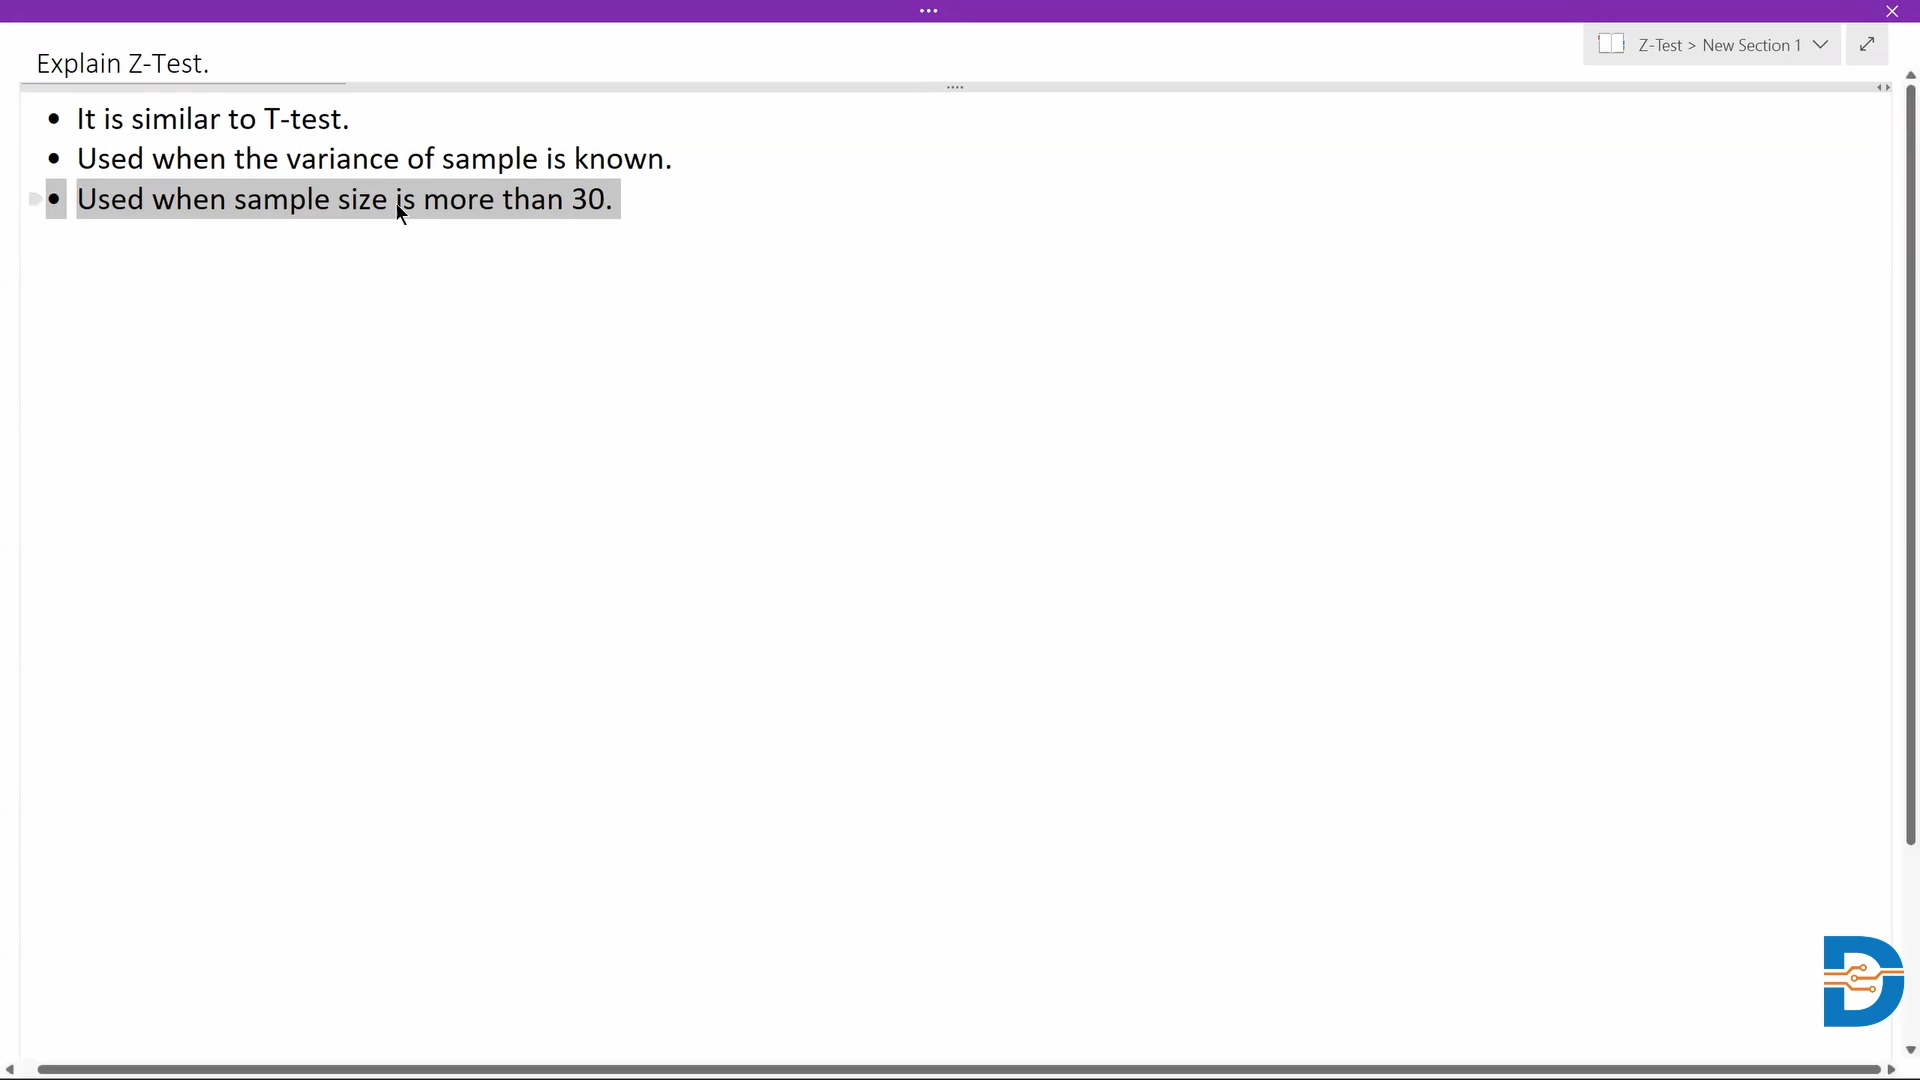 Z-Test > New Section 1
Explain Z-Test.
• It is similar to T-test.
• Used when the variance of sample is known.
• Used when sample size is more than 30.
D